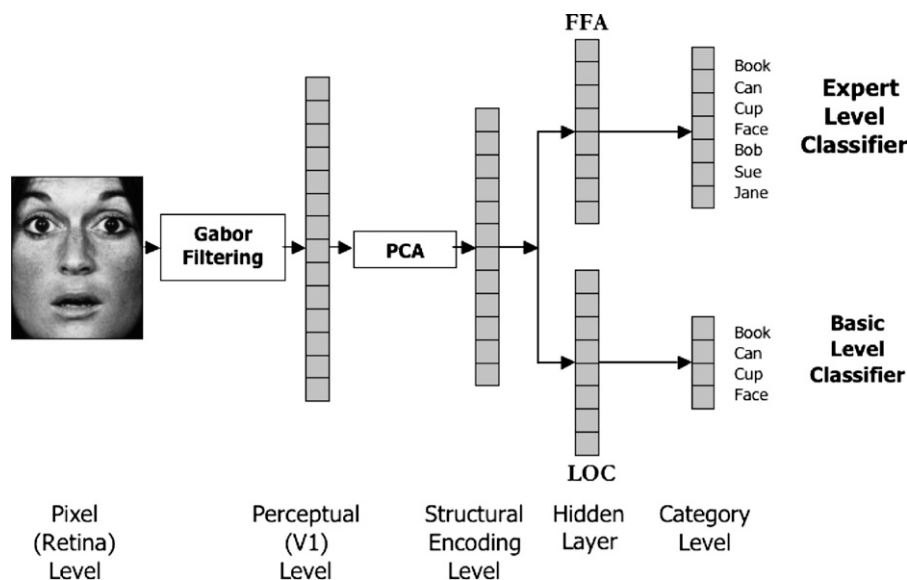 FFA
Book
Can
Cup
Face
Bob
Sue
Jane
Expert
Level
Classifier
Gabor
Filtering
PCA
Book
Can
Cup
Face
Basic
Level
Classifier
LOC
Pixel
(Retina)
Level
Perceptual
(V1)
Level
Structural
Encoding
Level
Hidden
Layer
Category
Level